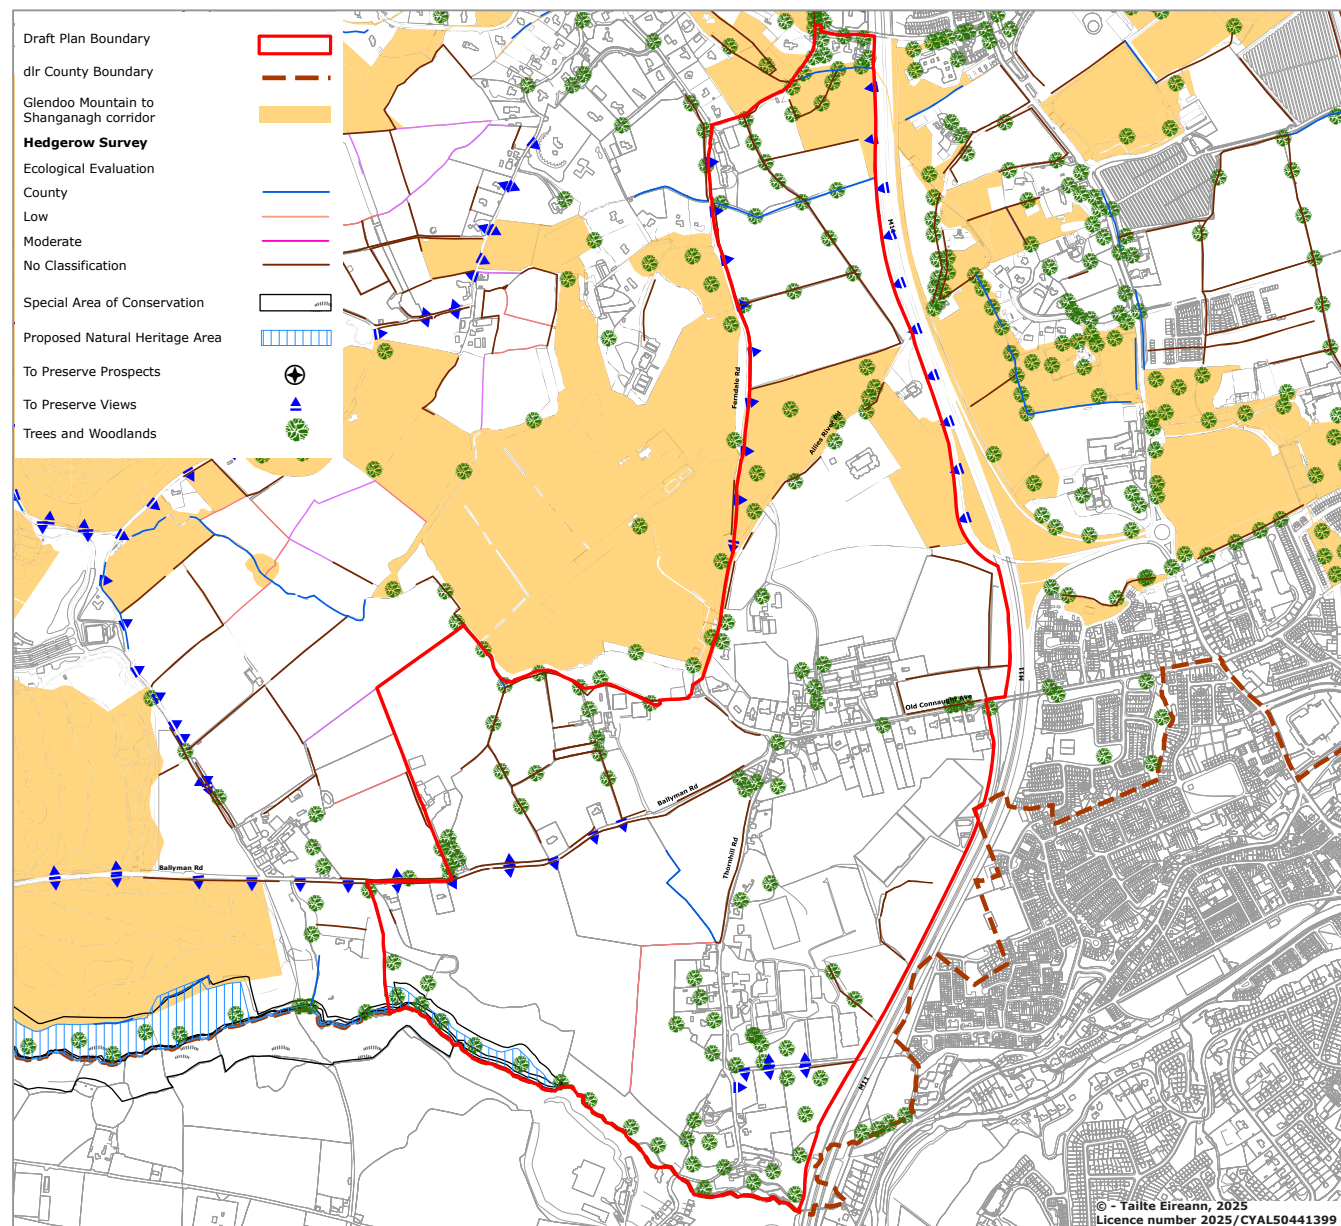 Draft Plan Boundary
dlr County Boundary
Glendoo Mountain to
Shanganagh corridor
Hedgerow Survey
Ecological Evaluation
County
Low
Moderate
No Classification
Special Area of Conservation
Proposed Natural Heritage Area
To Preserve Prospects
To Preserve Views
Trees and Woodlands
Ferndale Rd
Allies River Rd
M11
Old Connaught Ave
Ballyman Rd
Thornhill Rd
Ballyman Rd
M11
© - Tailte Éireann, 2025
Licence number 2025/CYAL50441399